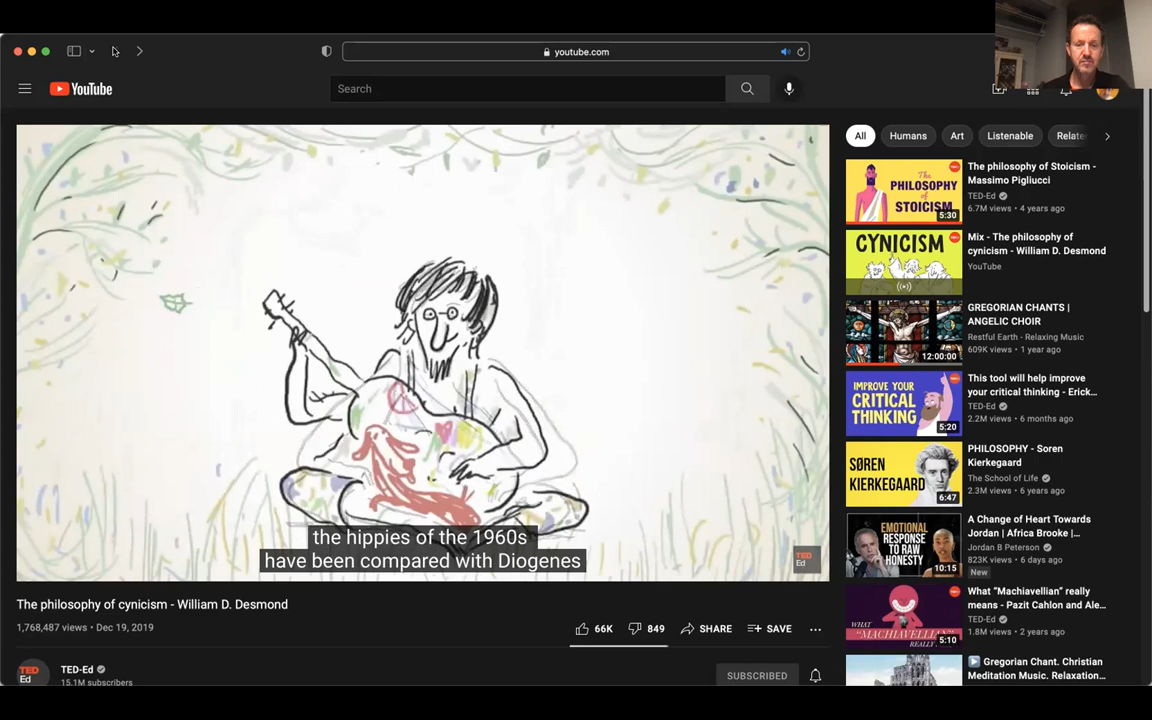 youtube.com
YouTube
Search
the hippies of the 1960s
have been compared with Diogenes
TED
Ed
The philosophy of cynicism - William D. Desmond
1,768,487 views • Dec 19, 2019
66K
849
SHARE
SAVE
TED
Ed
TED-Ed
15.1M subscribers
SUBSCRIBED
All
Humans
Art
Listenable
Relate
The
PHILOSOPHY
of
STOICISM
5:30
The philosophy of Stoicism -
Massimo Pigliucci
TED-Ed
6.7M views • 4 years ago
CYNICISM
Mix - The philosophy of
cynicism - William D. Desmond
YouTube
12:00:00
GREGORIAN CHANTS |
ANGELIC CHOIR
Restful Earth - Relaxing Music
609K views • 1 year ago
IMPROVE YOUR
CRITICAL
THINKING
5:20
This tool will help improve
your critical thinking - Erick...
TED-Ed
2.2M views • 6 months ago
SØREN
KIERKEGAARD
6:47
PHILOSOPHY - Soren
Kierkegaard
The School of Life
2.3M views • 6 years ago
EMOTIONAL
RESPONSE
TO RAW
HONESTY
10:15
A Change of Heart Towards
Jordan | Africa Brooke |...
Jordan B Peterson
823K views • 6 days ago
New
WHAT
"MACHIAVELLIAN"
REALLY
5:10
What "Machiavellian" really
means - Pazit Cahlon and Ale...
TED-Ed
1.8M views • 2 years ago
Gregorian Chant. Christian
Meditation Music. Relaxation...